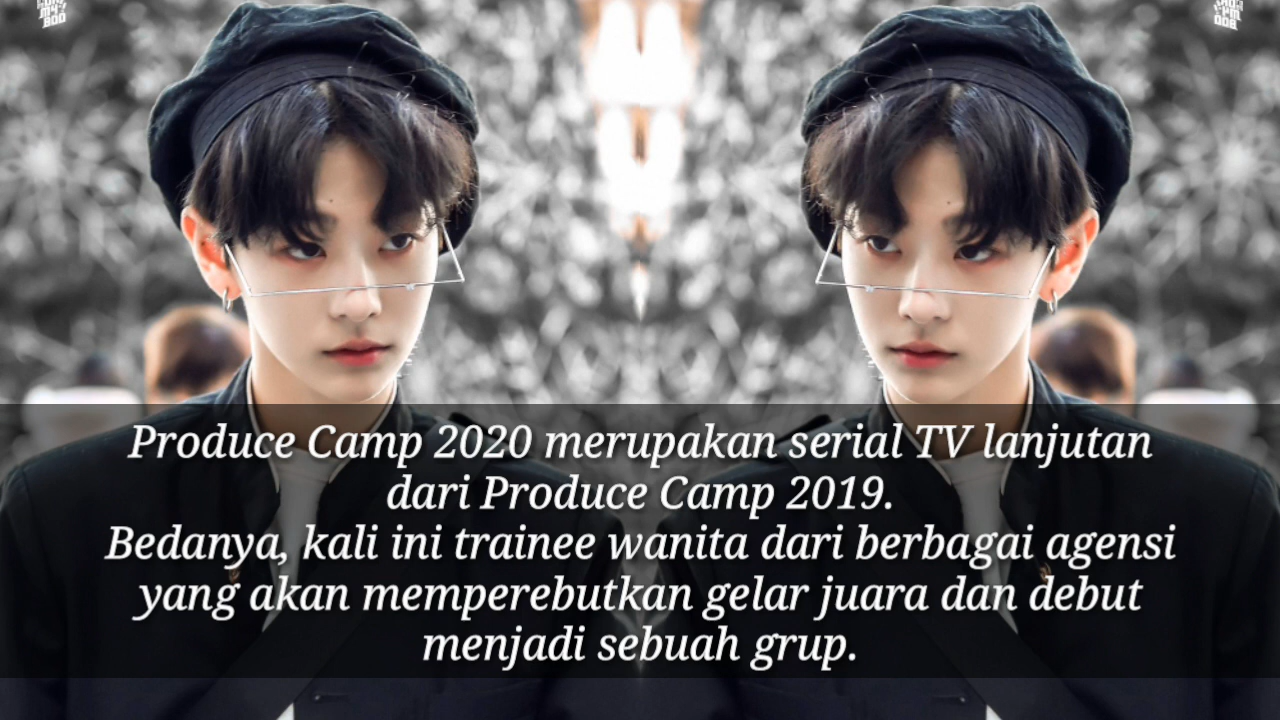 Produce Camp 2020 merupakan serial TV lanjutan
dari Produce Camp 2019.
Bedanya, kali ini trainee wanita dari berbagai agensi
yang akan memperebutkan gelar juara dan debut
menjadi sebuah grup.